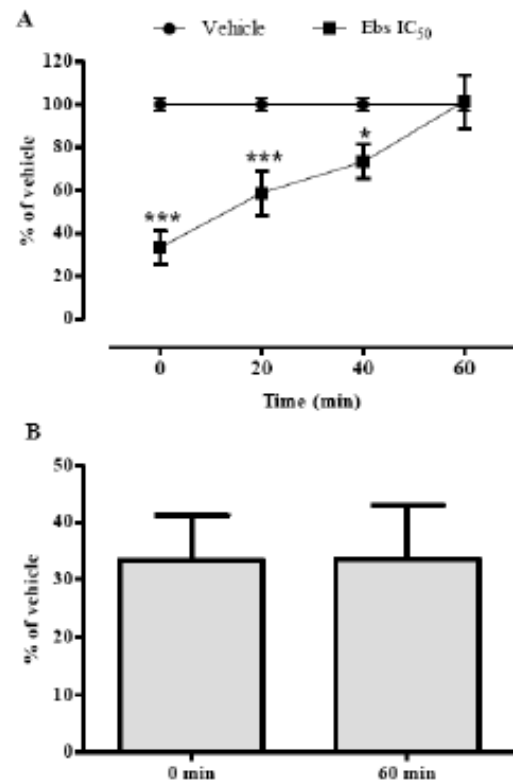 A
Vehicle
Ebs IC50
120
100
80
60
40
20
0
% of vehicle
***
***
*
0 20 40 60
Time (min)
B
50
40
30
20
10
0
% of vehicle
0 min 60 min